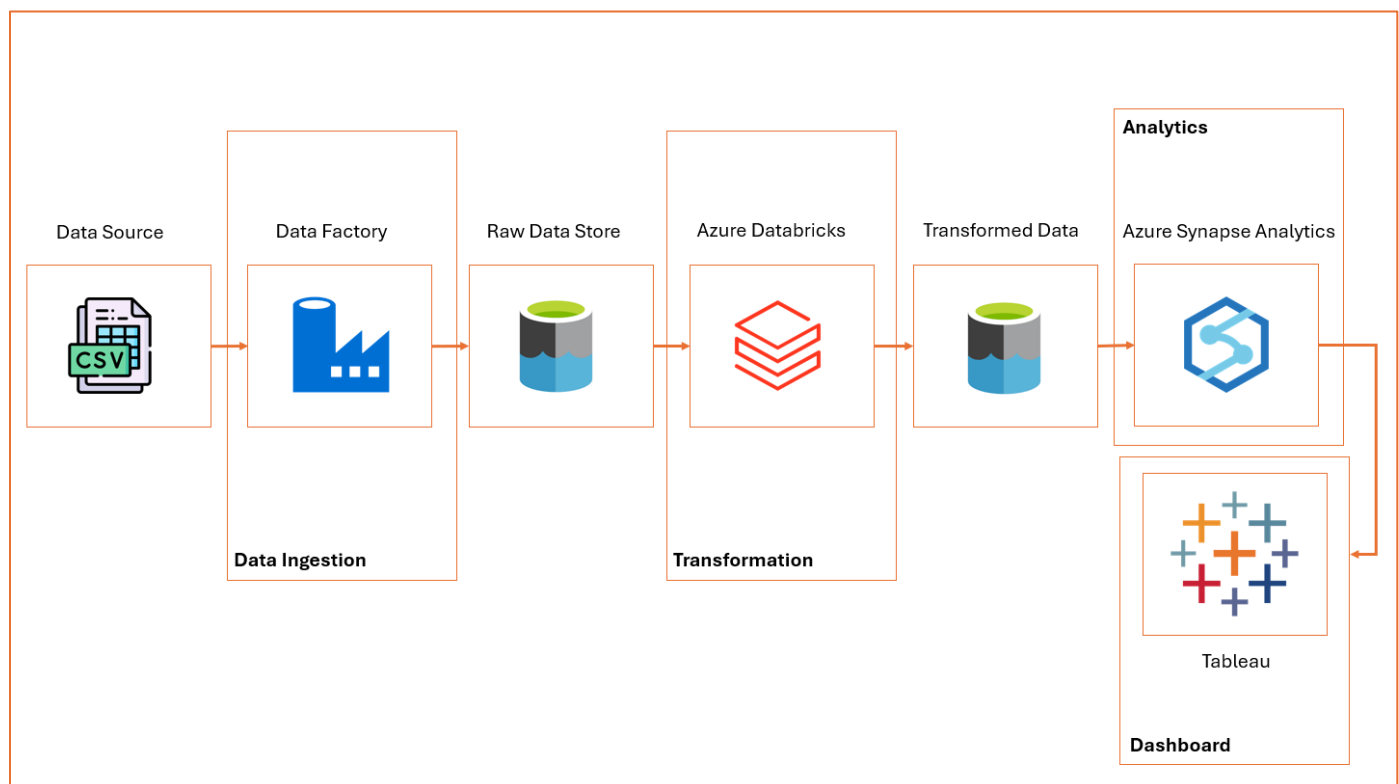 Analytics
Data Source
Data Factory
Raw Data Store
Azure Databricks
Transformed Data
Azure Synapse Analytics
CSV
Data Ingestion
Transformation
Tableau
Dashboard